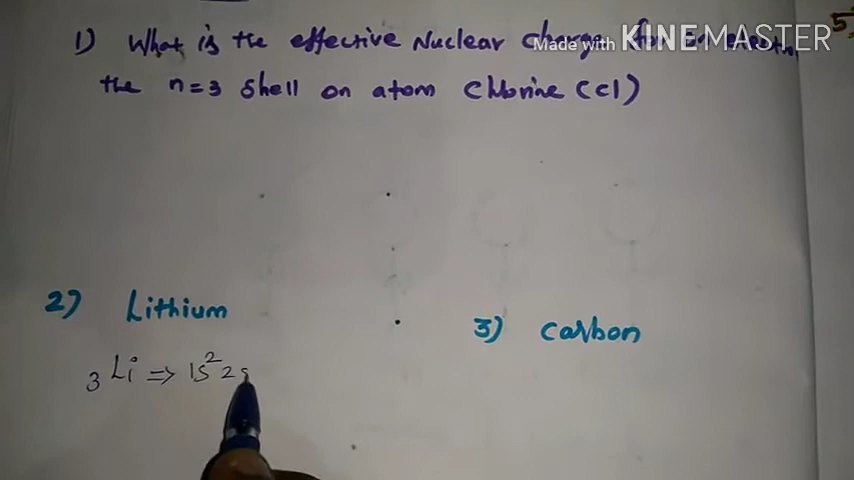 1) What is the effective Nuclear charge
Made with KINEMASTER
the n=3 shell on atom Chlorine (Cl)
2) Lithium
3) Carbon
₃Li ⇒ 1s² 2s